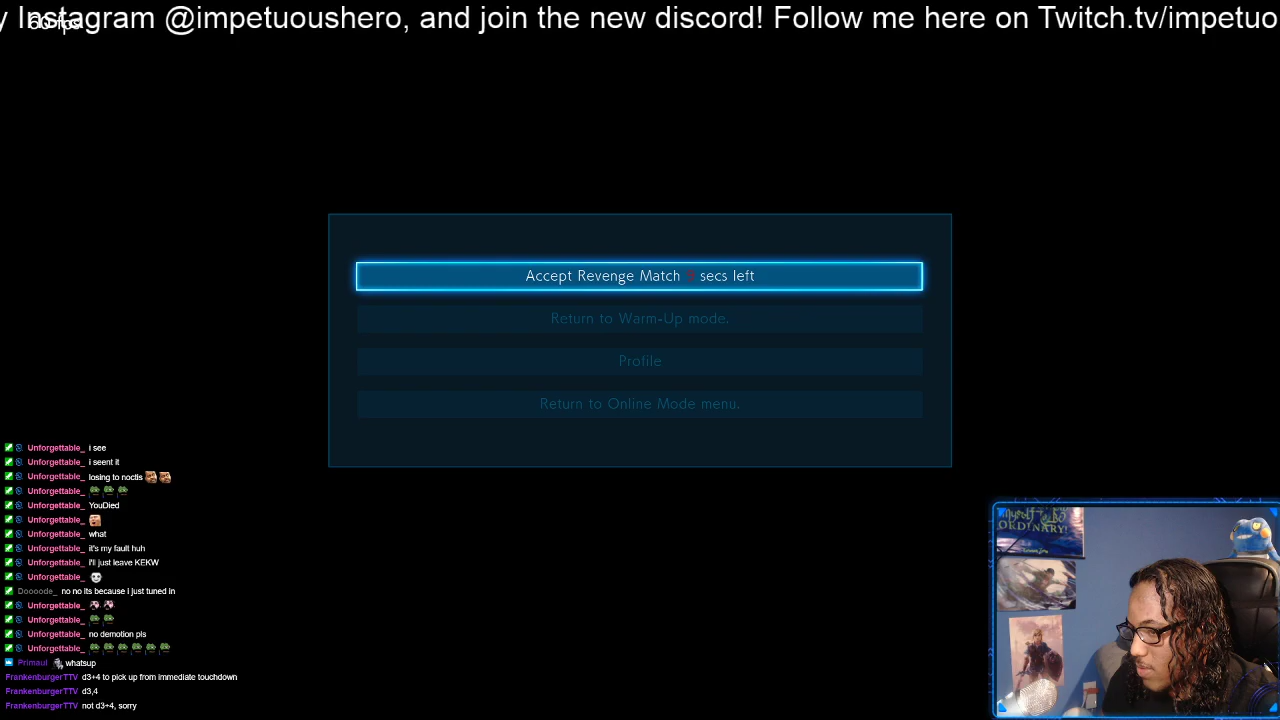 y Instagram @impetuoushero, and join the new discord! Follow me here on Twitch.tv/impetuo
60 fps
Accept Revenge Match secs left
Return to Warm-Up mode.
Profile
Return to Online Mode menu.
Unforgettable_ i see
Unforgettable_ i seent it
Unforgettable_ losing to noctis
Unforgettable_
Unforgettable_ YouDied
Unforgettable_
Unforgettable_ what
Unforgettable_ it's my fault huh
Unforgettable_ i'll just leave KEKW
Unforgettable_
Doooode_ no no its because i just tuned in
Unforgettable_
Unforgettable_
Unforgettable_ no demotion pls
Unforgettable_
Primaul whatsup
FrankenburgerTTV d3+4 to pick up from immediate touchdown
FrankenburgerTTV d3,4
FrankenburgerTTV not d3+4, sorry
ORDINARY!